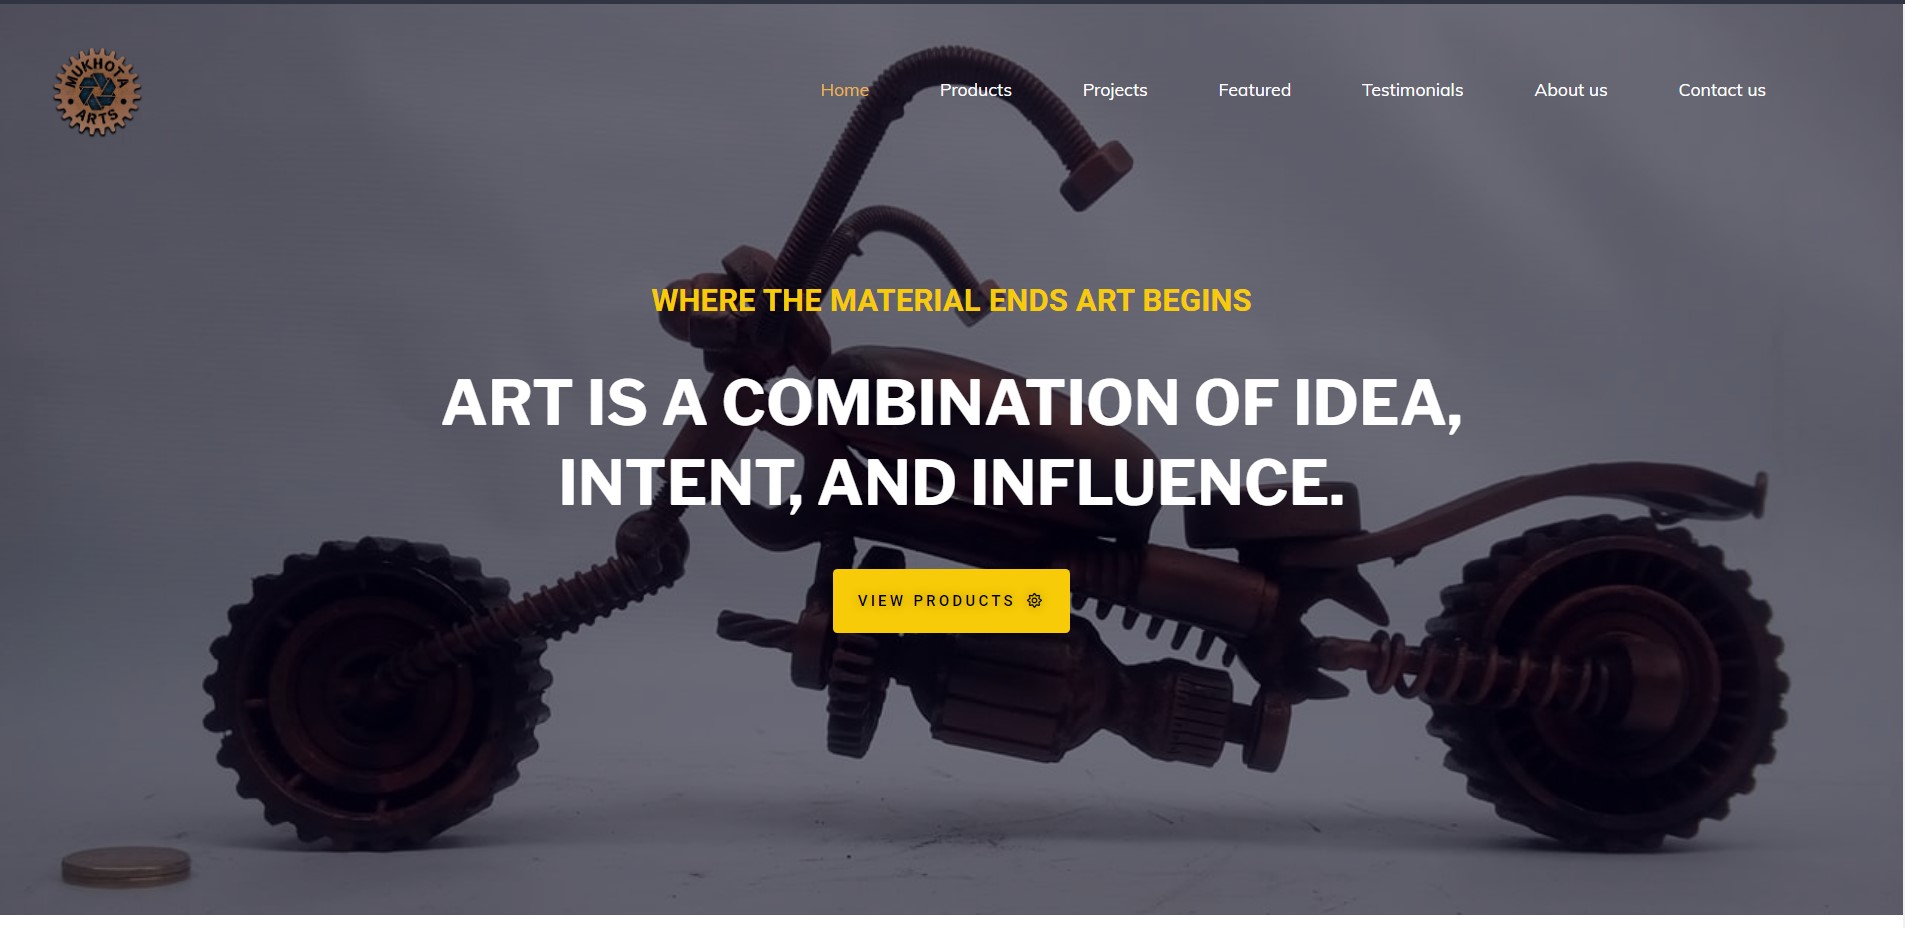 MUKHOTA
ARTS
Home Products Projects Featured Testimonials About us Contact us
WHERE THE MATERIAL ENDS ART BEGINS
ART IS A COMBINATION OF IDEA,
INTENT, AND INFLUENCE.
VIEW PRODUCTS